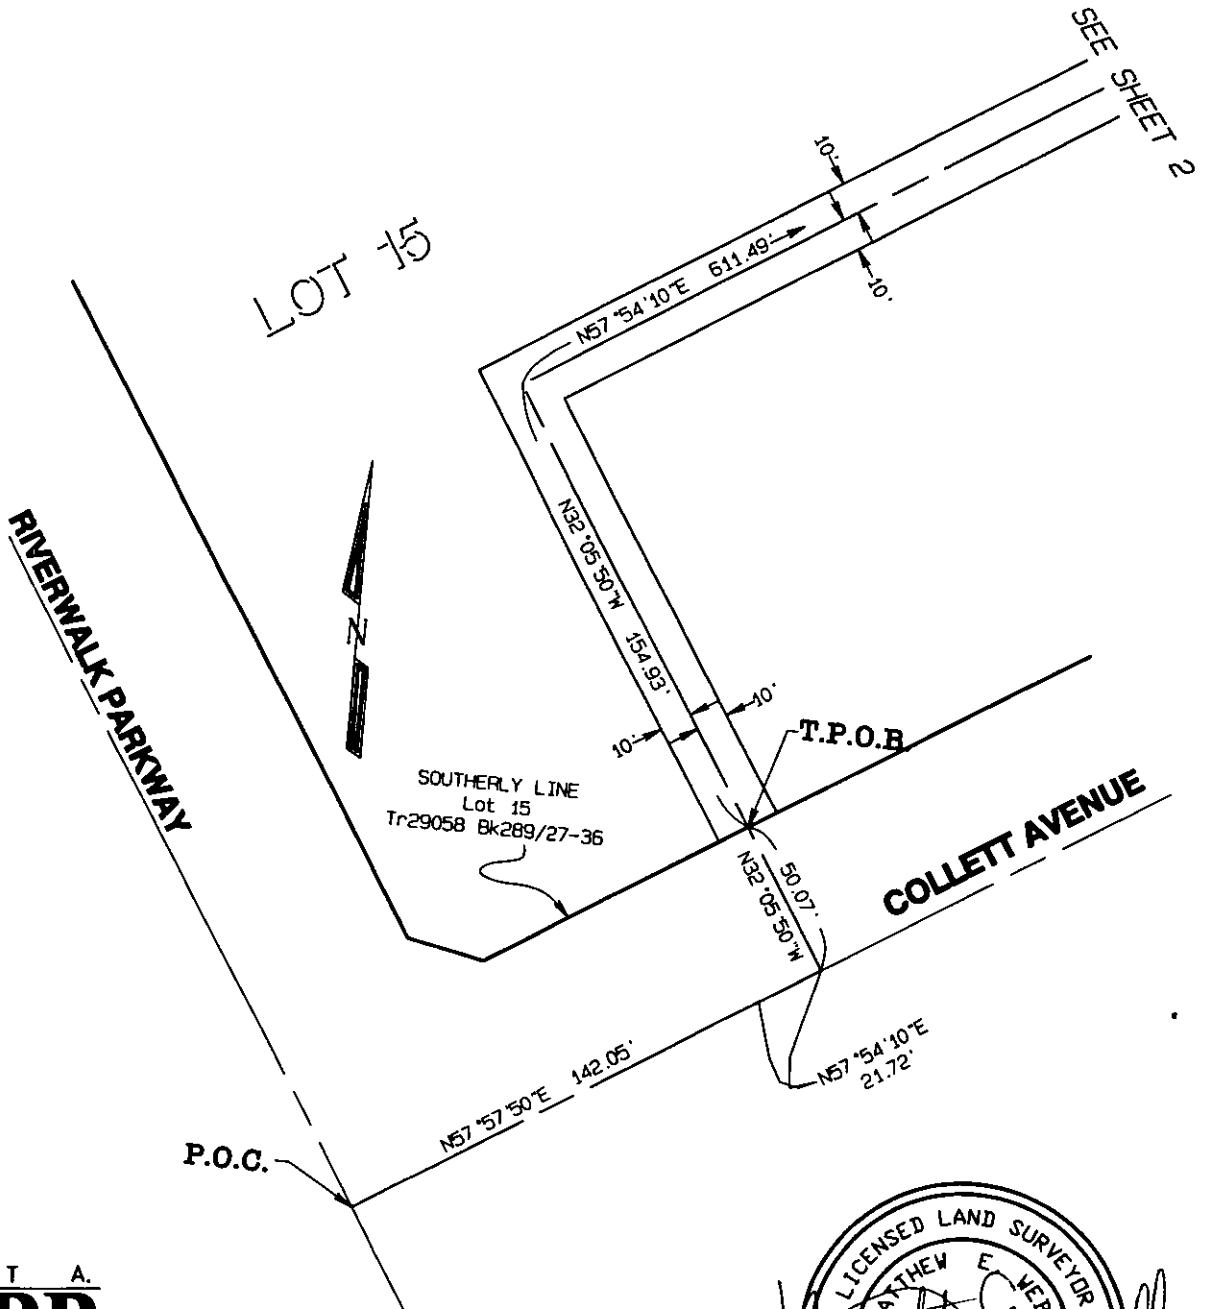 SEE SHEET 2
10'
LOT 15
N57°54'10"E 611.49'
10'
RIVERWALK PARKWAY
N
N32°05'50"W 154.93'
10'
10'
T.P.O.B.
SOUTHERLY LINE
Lot 15
Tr29058 Bk289/27-36
COLLETT AVENUE
50.07'
N32°05'50"W
N57°54'10"E
21.72'
N57°57'50"E 142.05'
P.O.C.
LICENSED LAND SURVEYOR
T A.